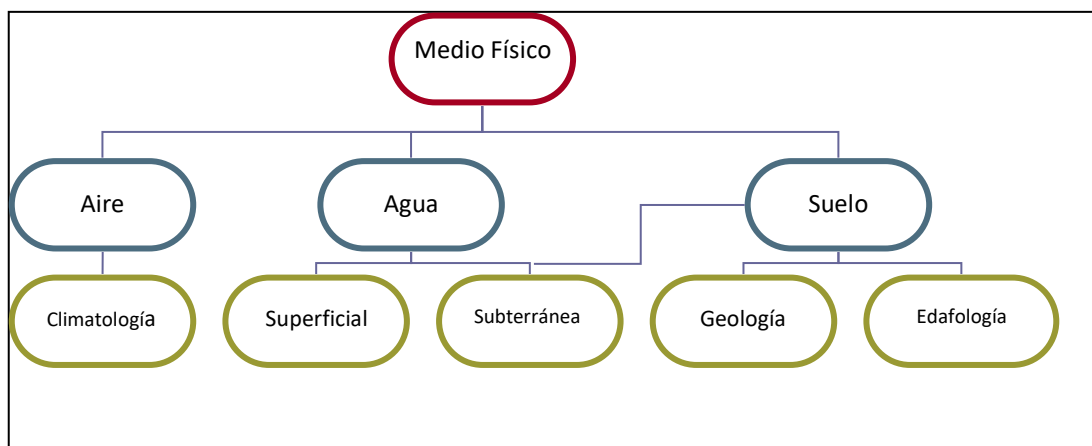 Medio Físico
Aire
Agua
Suelo
Climatología
Superficial
Subterránea
Geología
Edafología